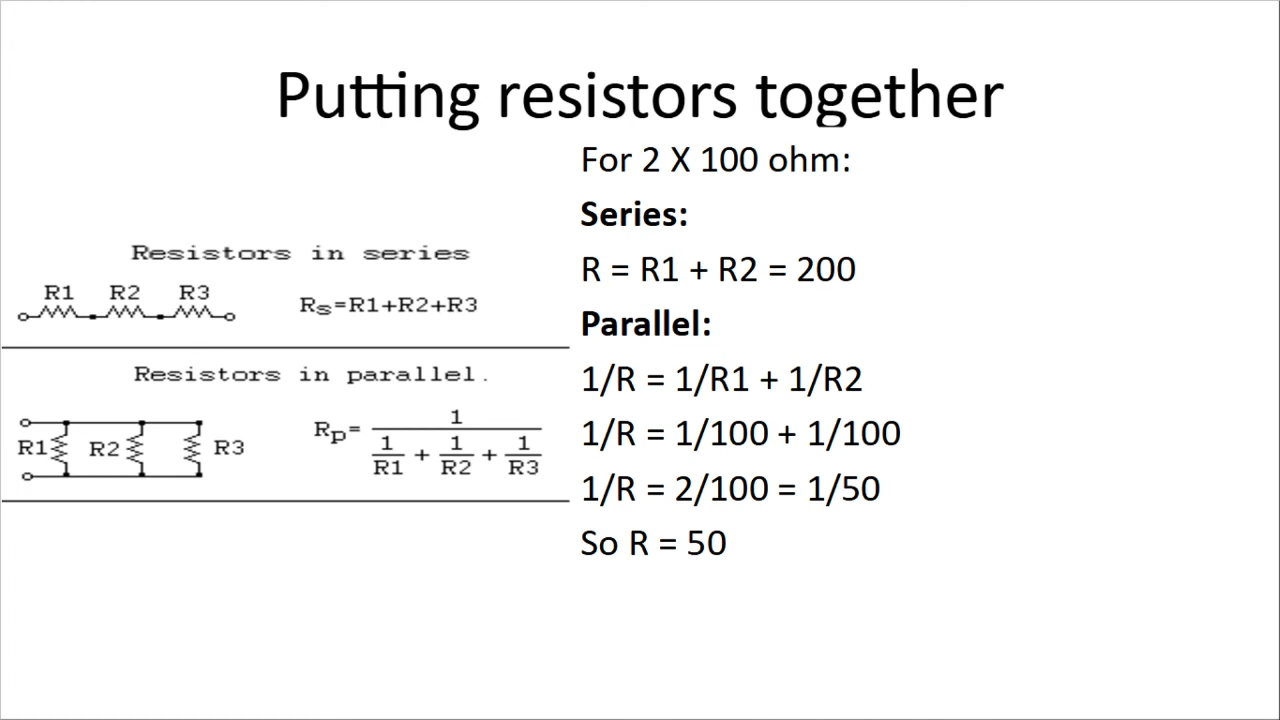 Putting resistors together
Resistors in series
R1 R2 R3
Rs=R1+R2+R3
Resistors in parallel.
R1 R2 R3
Rp= 1 / (1/R1 + 1/R2 + 1/R3)
For 2 X 100 ohm:
Series:
R = R1 + R2 = 200
Parallel:
1/R = 1/R1 + 1/R2
1/R = 1/100 + 1/100
1/R = 2/100 = 1/50
So R = 50